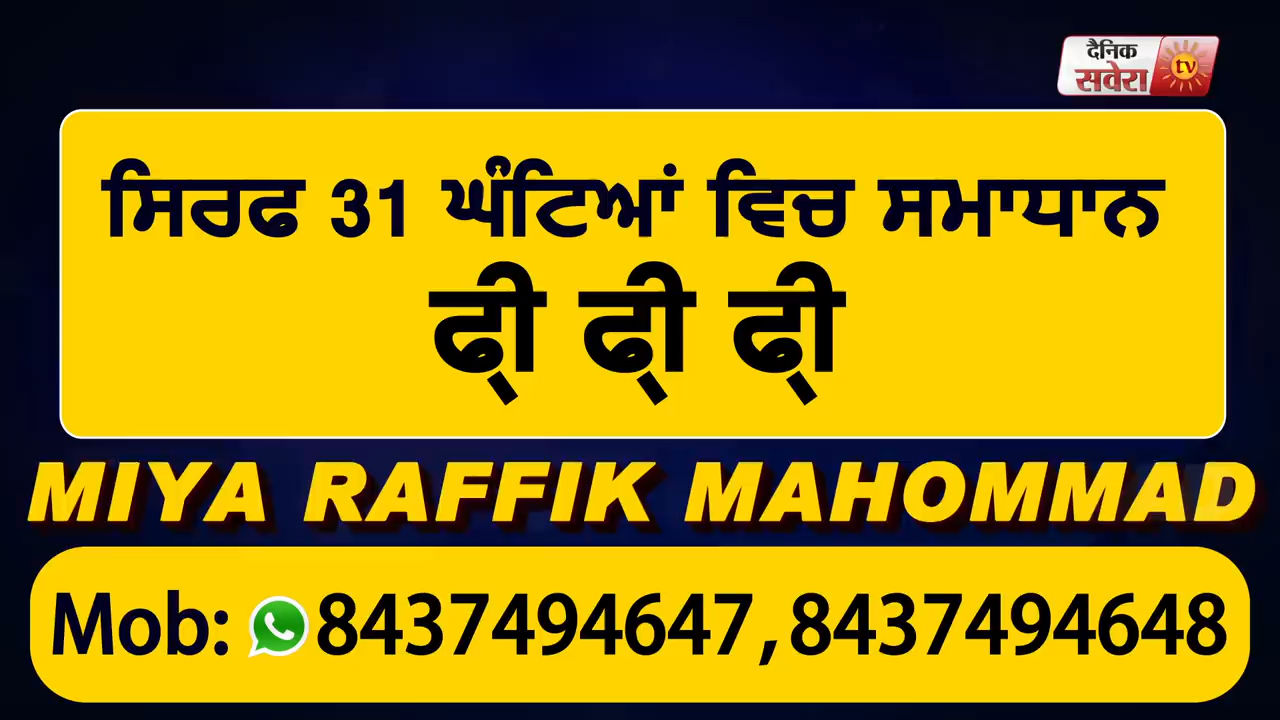 दैनिक
सवेरा tv
ਸਿਰਫ 31 ਘੰਟਿਆਂ ਵਿਚ ਸਮਾਧਾਨ
ਫ੍ਰੀ ਫ੍ਰੀ ਫ੍ਰੀ
MIYA RAFFIK MAHOMMAD
Mob: 8437494647, 8437494648